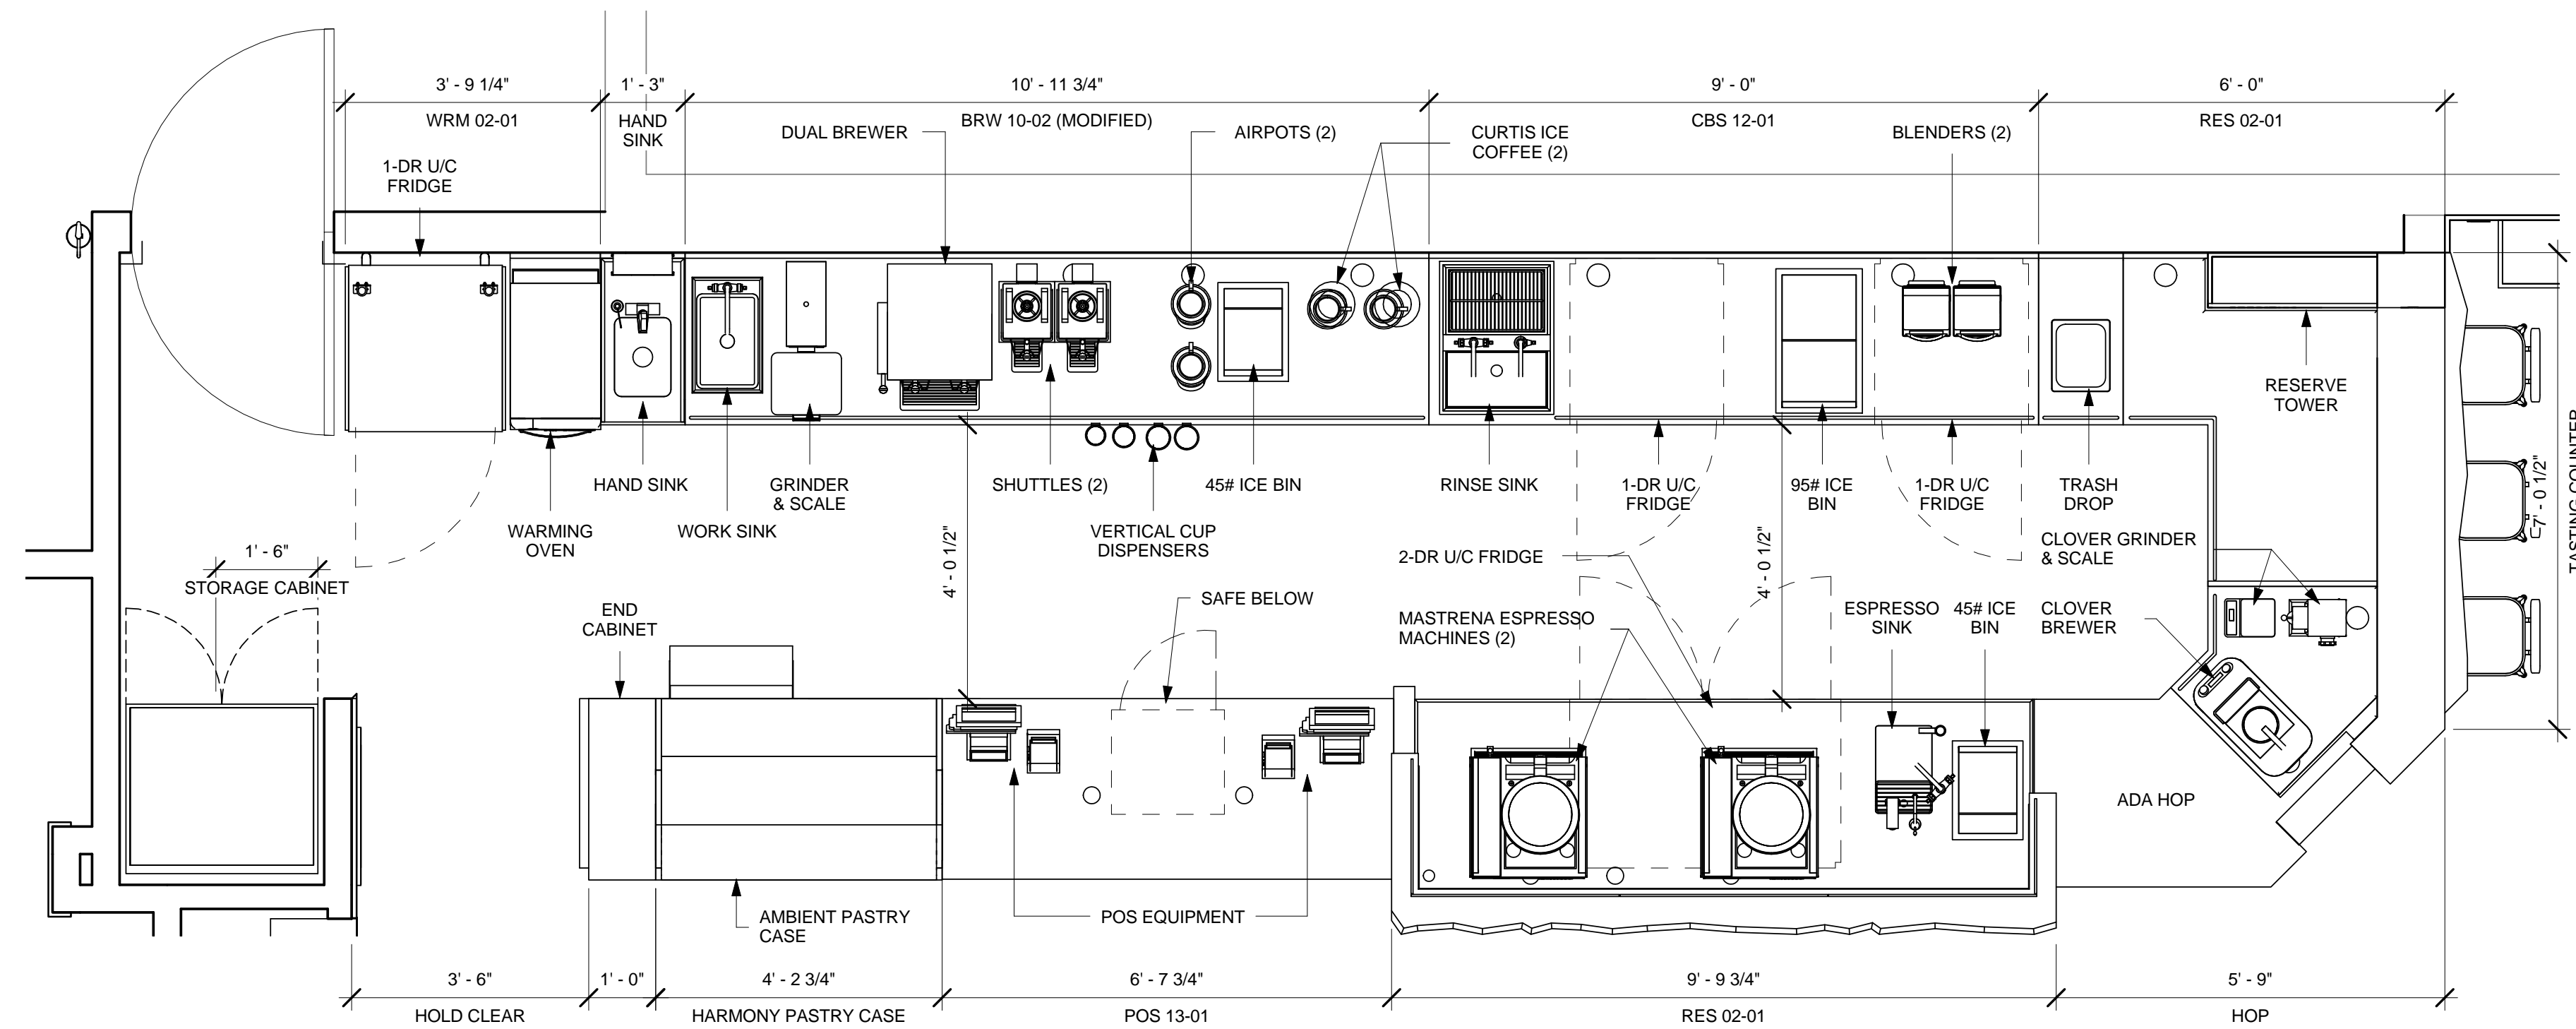 3' - 9 1/4"
1' - 3"
10' - 11 3/4"
9' - 0"
6' - 0"
WRM 02-01
HAND
SINK
BRW 10-02 (MODIFIED)
CBS 12-01
RES 02-01
1-DR U/C
FRIDGE
DUAL BREWER
AIRPOTS (2)
CURTIS ICE
COFFEE (2)
BLENDERS (2)
RESERVE
TOWER
TASTING COUNTER
7' - 0 1/2"
HAND SINK
GRINDER
& SCALE
SHUTTLES (2)
45# ICE BIN
RINSE SINK
1-DR U/C
FRIDGE
95# ICE
BIN
1-DR U/C
FRIDGE
TRASH
DROP
WARMING
OVEN
WORK SINK
VERTICAL CUP
DISPENSERS
CLOVER GRINDER
& SCALE
1' - 6"
STORAGE CABINET
4' - 0 1/2"
2-DR U/C FRIDGE
4' - 0 1/2"
END
CABINET
SAFE BELOW
MASTRENA ESPRESSO
MACHINES (2)
ESPRESSO
SINK
45# ICE
BIN
CLOVER
BREWER
ADA HOP
AMBIENT PASTRY
CASE
POS EQUIPMENT
3' - 6"
1' - 0"
4' - 2 3/4"
6' - 7 3/4"
9' - 9 3/4"
5' - 9"
HOLD CLEAR
HARMONY PASTRY CASE
POS 13-01
RES 02-01
HOP